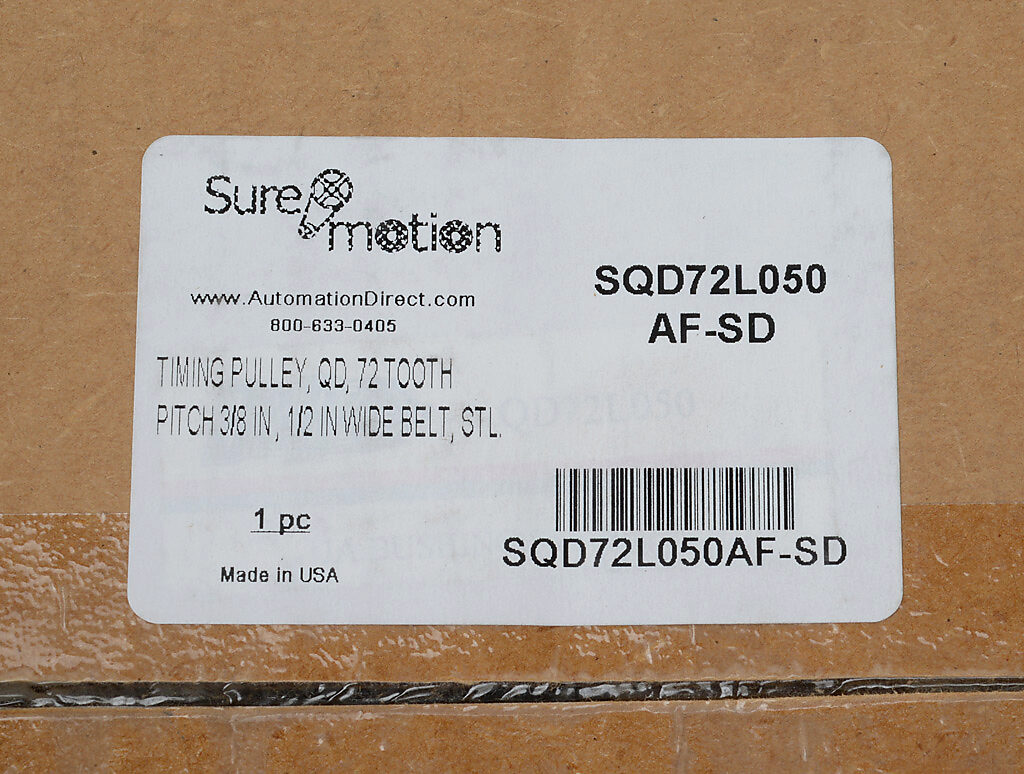 Sure motion
www.AutomationDirect.com
800-633-0405
TIMING PULLEY, QD, 72 TOOTH
PITCH 3/8 IN, 1/2 IN WIDE BELT, STL.
1 pc
Made in USA
SQD72L050
AF-SD
SQD72L050AF-SD